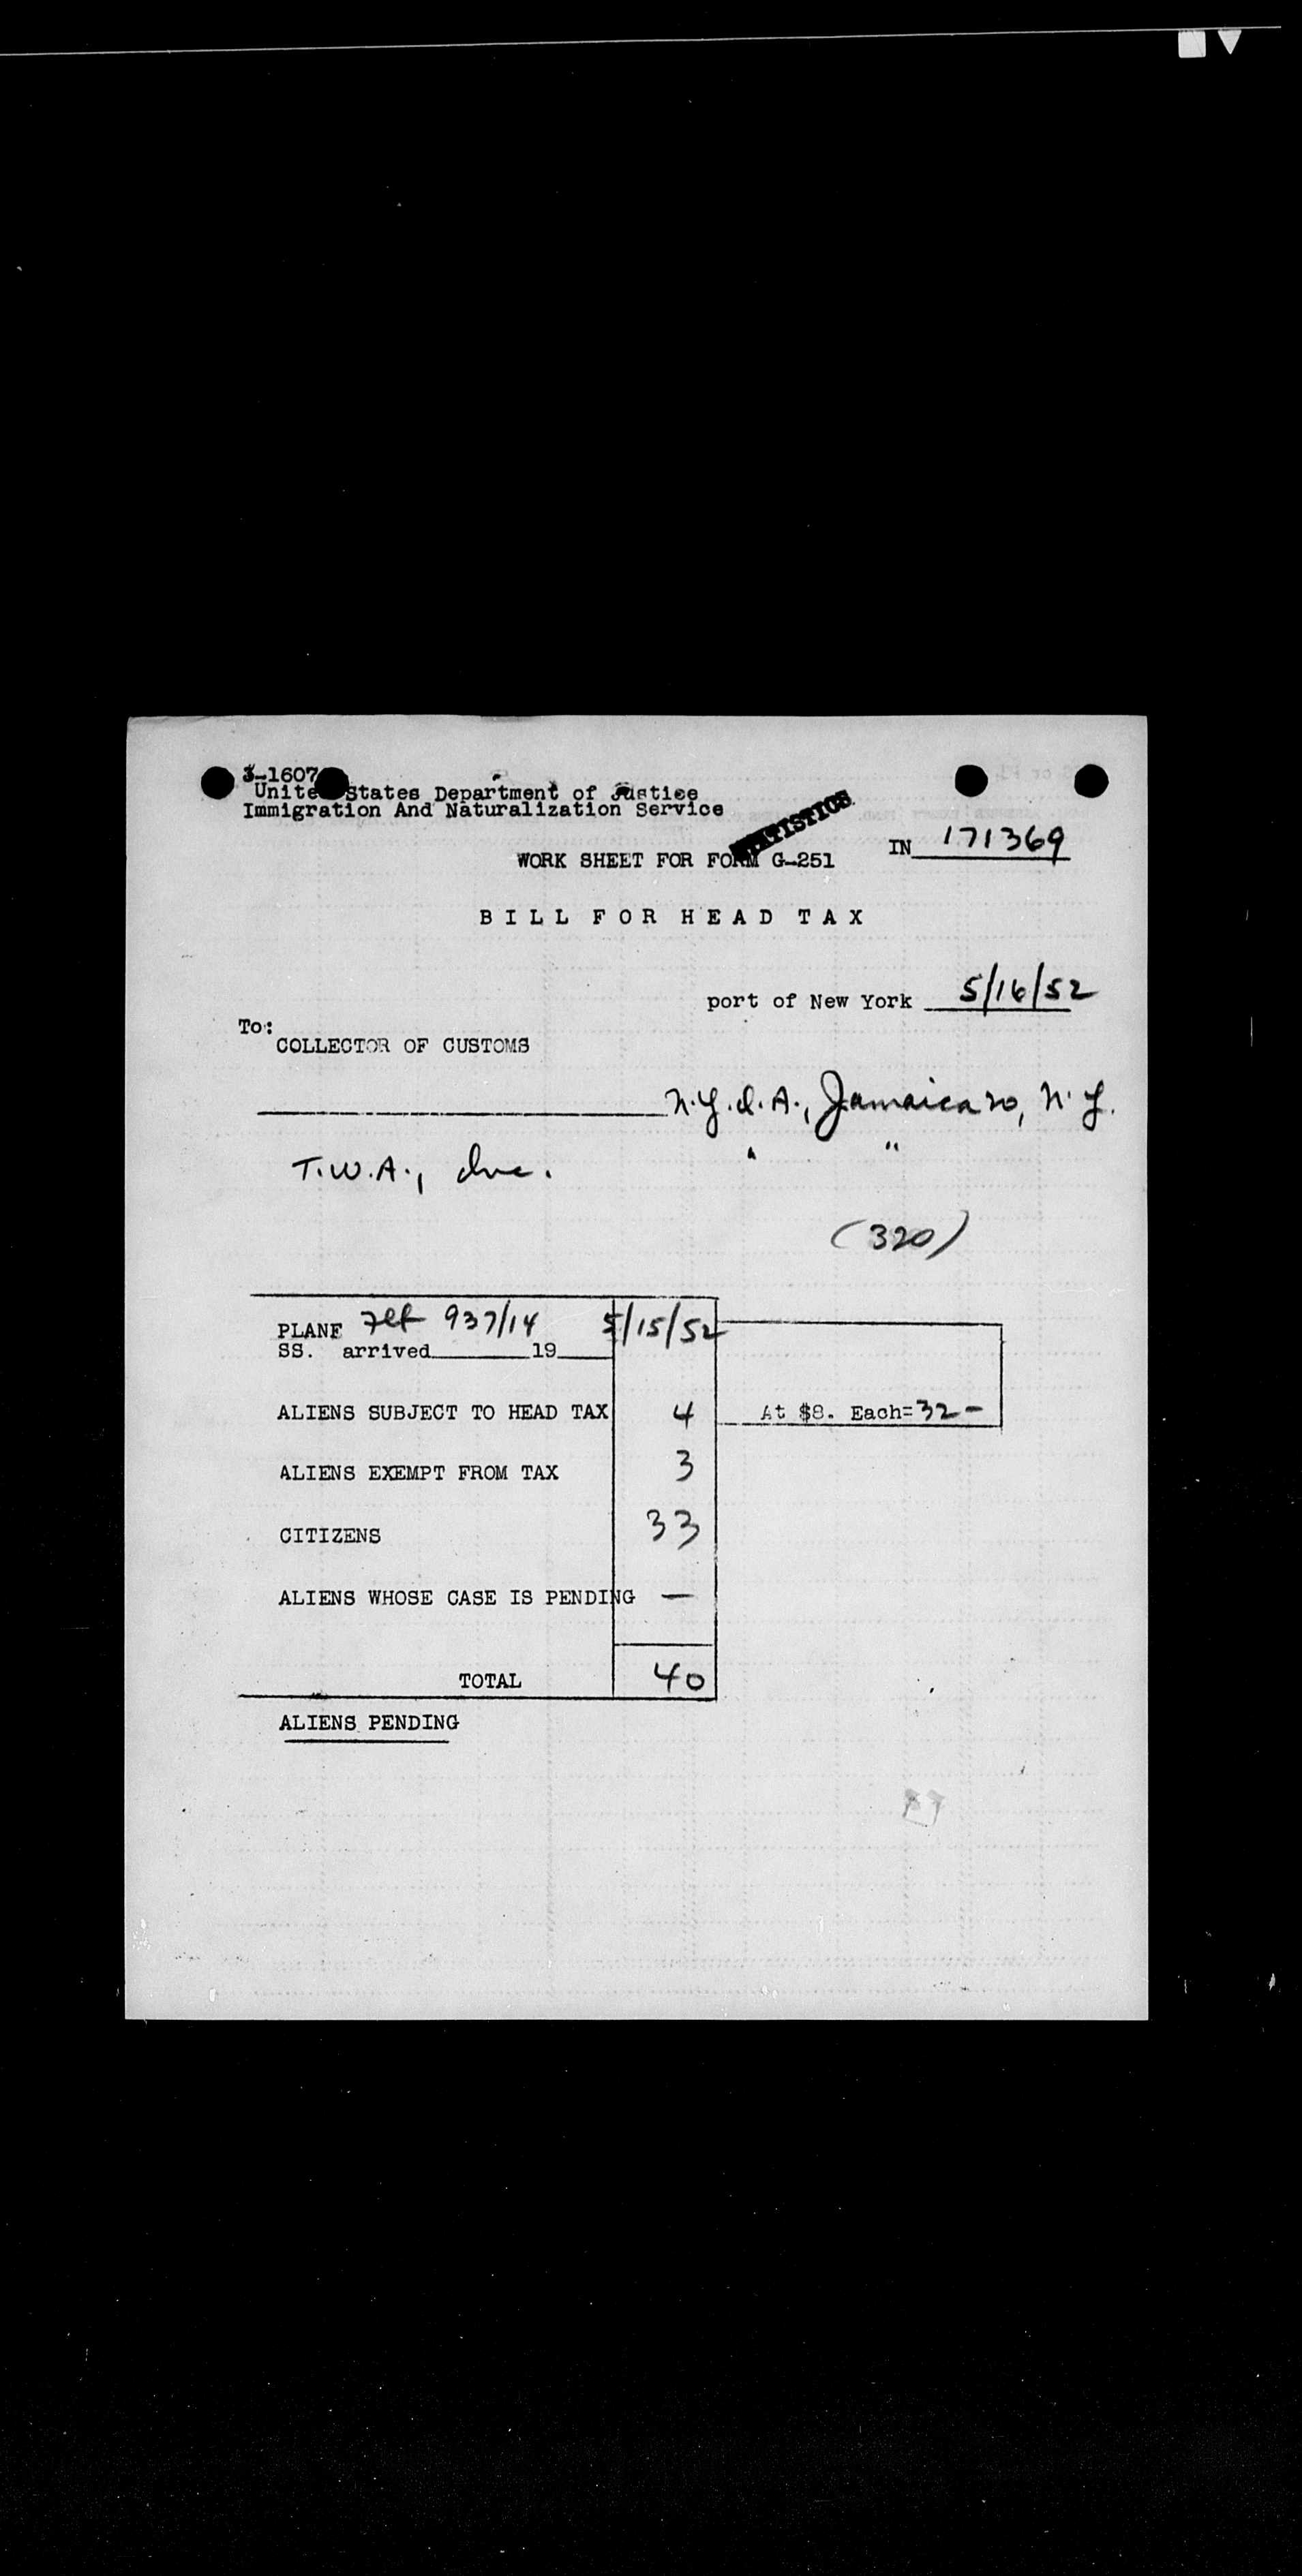 3-1607
United States Department of Justice
Immigration And Naturalization Service
STATISTICS
IN 171369
WORK SHEET FOR FORM G-251
BILL FOR HEAD TAX
port of New York 5/16/52
To:
COLLECTOR OF CUSTOMS
N.Y.I.A., Jamaica 20, N.Y.
T.W.A., Inc. " "
(320)
PLANE Flt 937/14 5/15/52
SS. arrived 19
ALIENS SUBJECT TO HEAD TAX 4 At $8. Each=32-
ALIENS EXEMPT FROM TAX 3
CITIZENS 33
ALIENS WHOSE CASE IS PENDING —
TOTAL 40
ALIENS PENDING